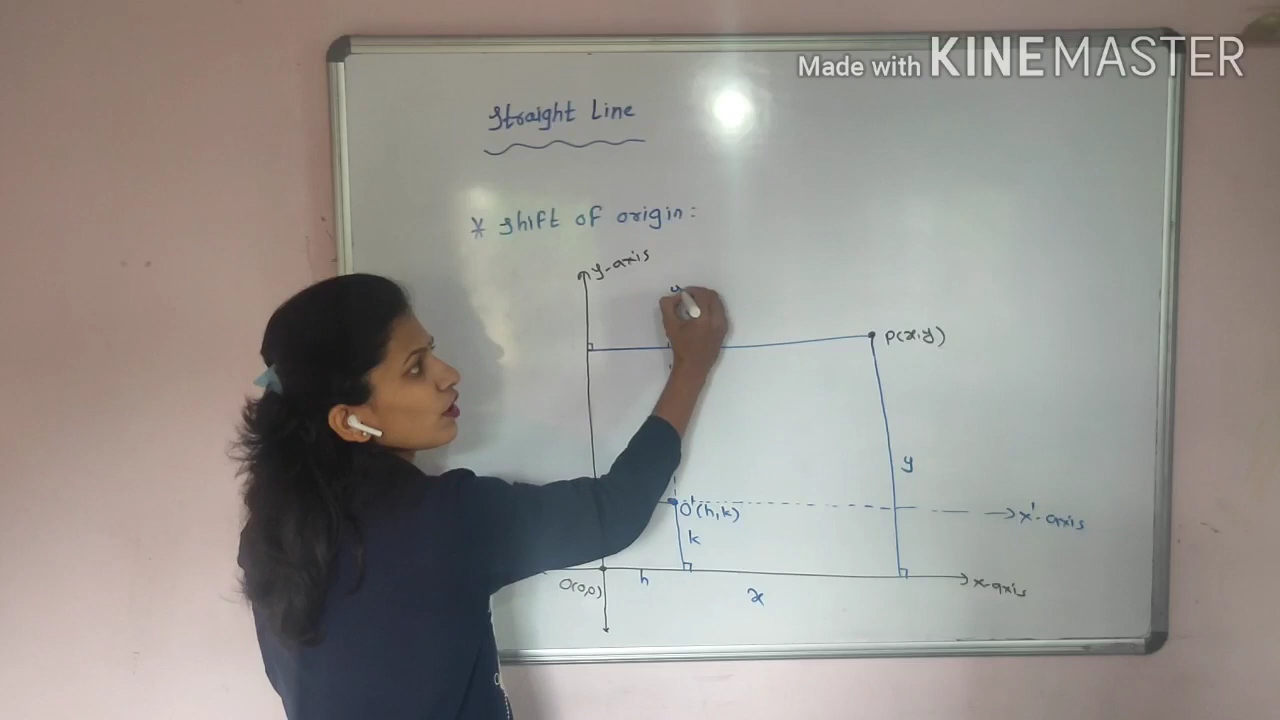 Made with KINEMASTER
Straight Line
* Shift of origin:
y-axis
P(x,y)
y
O'(h,k)
x'-axis
k
O(0,0)
h
x
x-axis